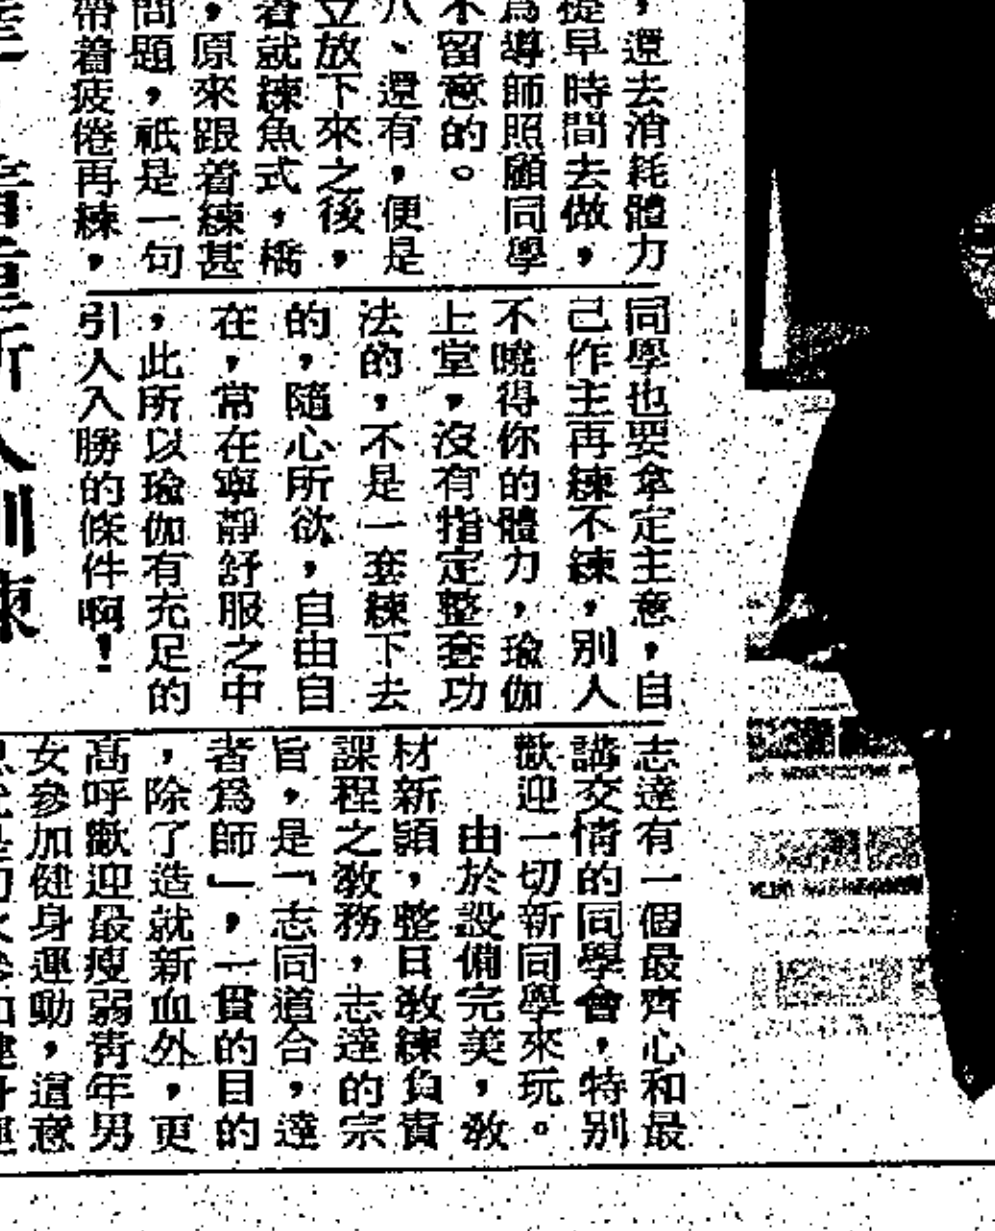 ，還去消耗體力
提早時間去做，
爲導師照顧同學
不留意的。
八、還有，便是
立放下來之後，
着就練魚式，橋
，原來跟着練甚
問題，祇是一句
帶着疲倦再練，
同學也要拿定主意，自
己作主再練不練，別人
不曉得你的體力，瑜伽
上堂，沒有指定整套功
法的，不是一套練下去
的，隨心所欲，自由自
在，常在寧靜舒服之中
，此所以瑜伽有充足的
引人入勝的條件啊！
志達有一個最齊心和最
講交情的同學會，特別
歡迎一切新同學來玩。
由於設備完美，敎
材新穎，整日敎練負責
課程之敎務，志達的宗
旨，是「志同道合，達
者爲師」，一貫的目的
，除了造就新血外，更
高呼歡迎最瘦弱靑年男
女參加健身運動，這意